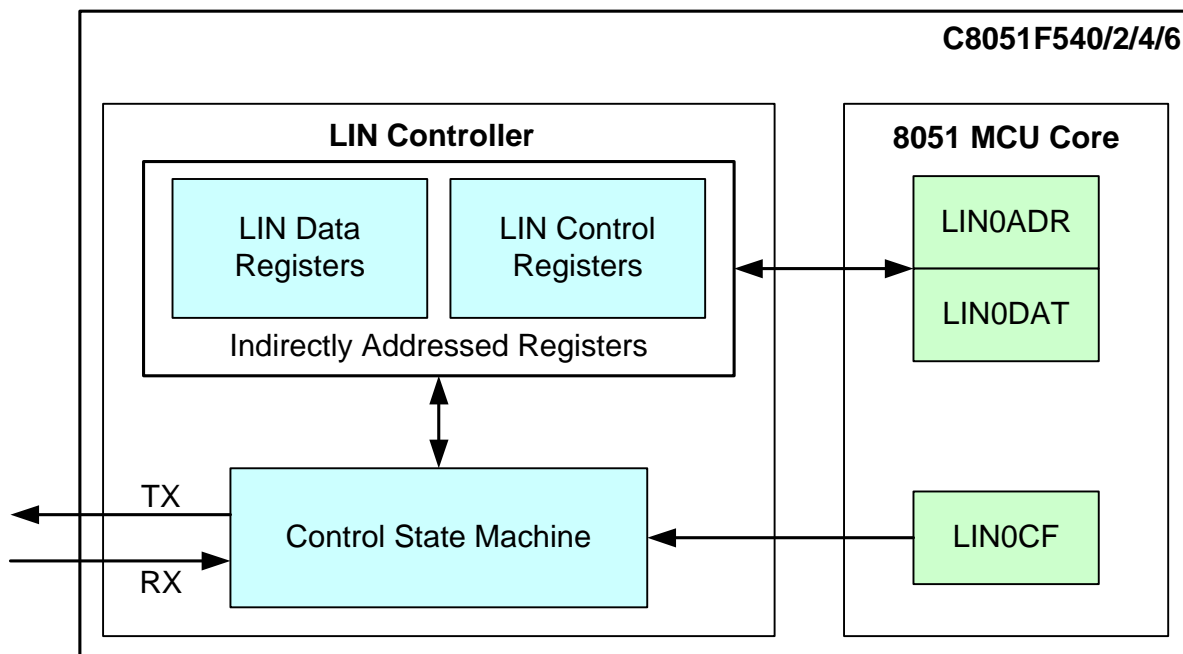 C8051F540/2/4/6
LIN Controller
8051 MCU Core
LIN Data
Registers
LIN Control
Registers
Indirectly Addressed Registers
LIN0ADR
LIN0DAT
TX
RX
Control State Machine
LIN0CF